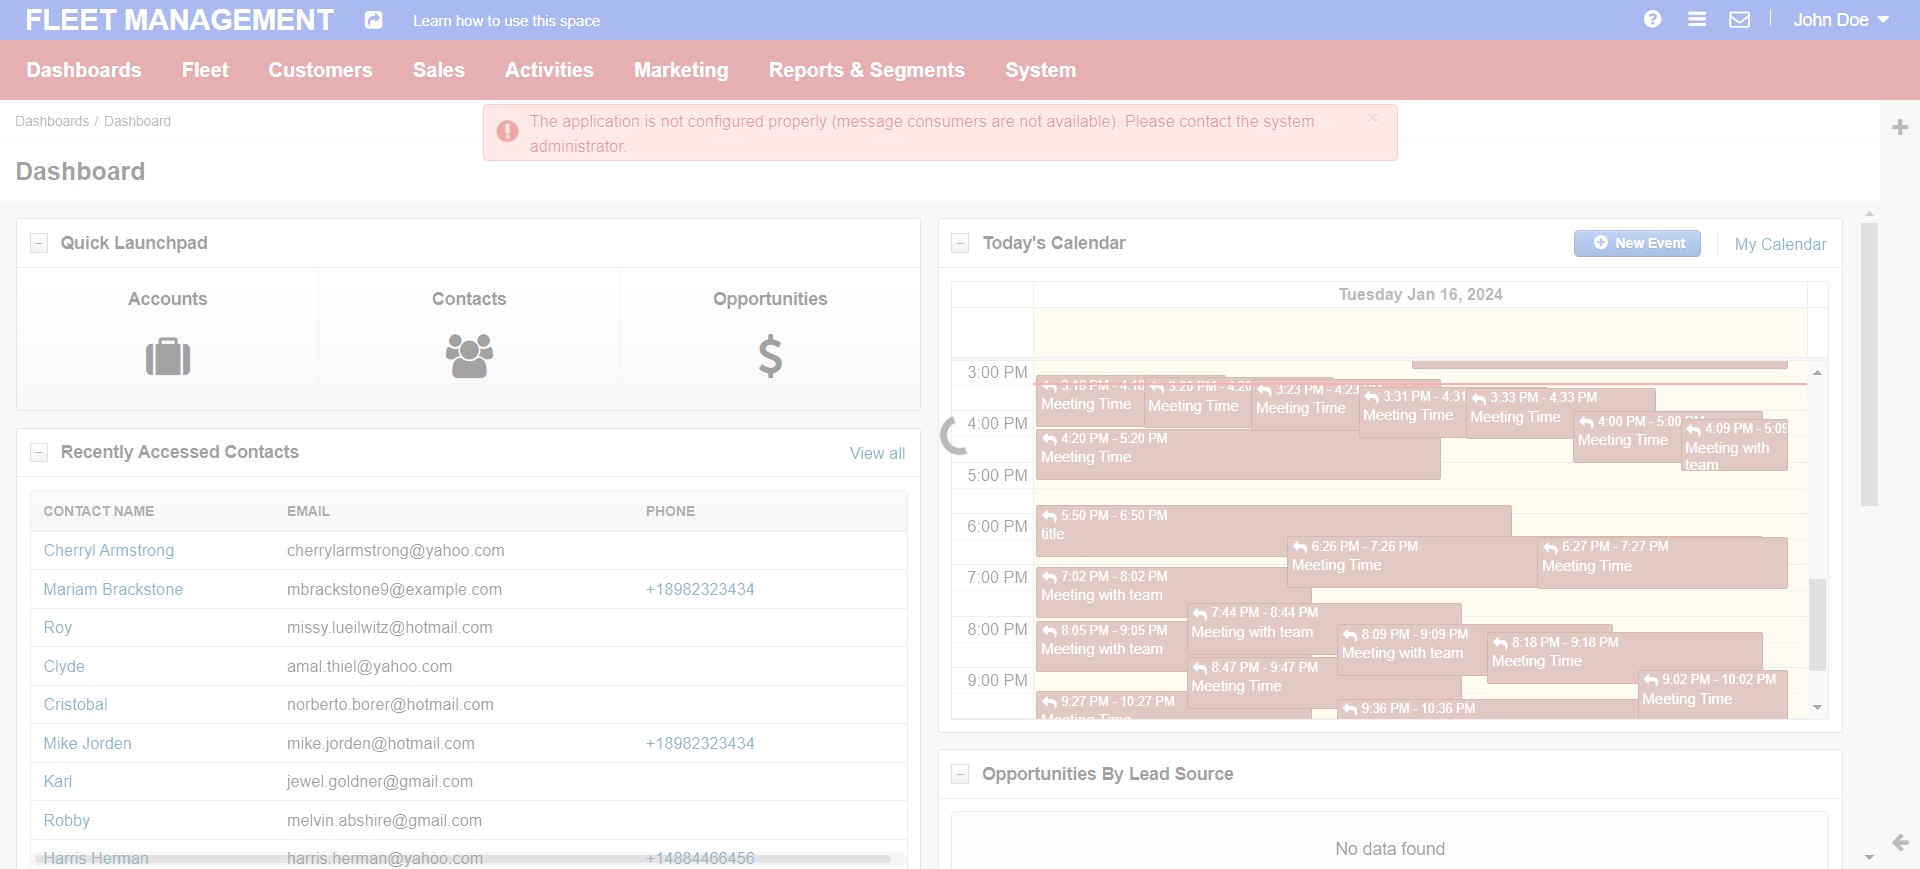 FLEET MANAGEMENT
Learn how to use this space
John Doe
Dashboards Fleet Customers Sales Activities Marketing Reports & Segments System
Dashboards / Dashboard
The application is not configured properly (message consumers are not available). Please contact the system
administrator.
Dashboard
Quick Launchpad
Accounts Contacts Opportunities
Recently Accessed Contacts View all
CONTACT NAME EMAIL PHONE
Cherryl Armstrong cherrylarmstrong@yahoo.com
Mariam Brackstone mbrackstone9@example.com +18982323434
Roy missy.lueilwitz@hotmail.com
Clyde amal.thiel@yahoo.com
Cristobal norberto.borer@hotmail.com
Mike Jorden mike.jorden@hotmail.com +18982323434
Karl jewel.goldner@gmail.com
Robby melvin.abshire@gmail.com
Harris Herman harris.herman@yahoo.com +14884466456
Today's Calendar New Event My Calendar
Tuesday Jan 16, 2024
3:00 PM
3:18 PM - 4:18
Meeting Time
3:20 PM - 4:20
Meeting Time
3:23 PM - 4:23
Meeting Time
3:31 PM - 4:31
Meeting Time
3:33 PM - 4:33 PM
Meeting Time
4:00 PM
4:00 PM - 5:00 PM
Meeting Time
4:09 PM - 5:09
Meeting with
team
4:20 PM - 5:20 PM
Meeting Time
5:00 PM
5:50 PM - 6:50 PM
title
6:00 PM
6:26 PM - 7:26 PM
Meeting Time
6:27 PM - 7:27 PM
Meeting Time
7:00 PM
7:02 PM - 8:02 PM
Meeting with team
7:44 PM - 8:44 PM
Meeting with team
8:00 PM
8:05 PM - 9:05 PM
Meeting with team
8:09 PM - 9:09 PM
Meeting with team
8:18 PM - 9:18 PM
Meeting Time
8:47 PM - 9:47 PM
Meeting Time
9:00 PM
9:02 PM - 10:02 PM
Meeting Time
9:27 PM - 10:27 PM
Meeting Time
9:36 PM - 10:36 PM
Opportunities By Lead Source
No data found